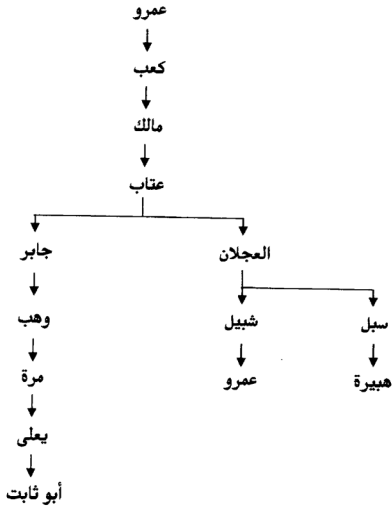 عمرو
كعب
مالك
عتاب
العجلان
جابر
سبل
شبيل
وهب
هبيرة
عمرو
مرة
يعلى
أبو ثابت